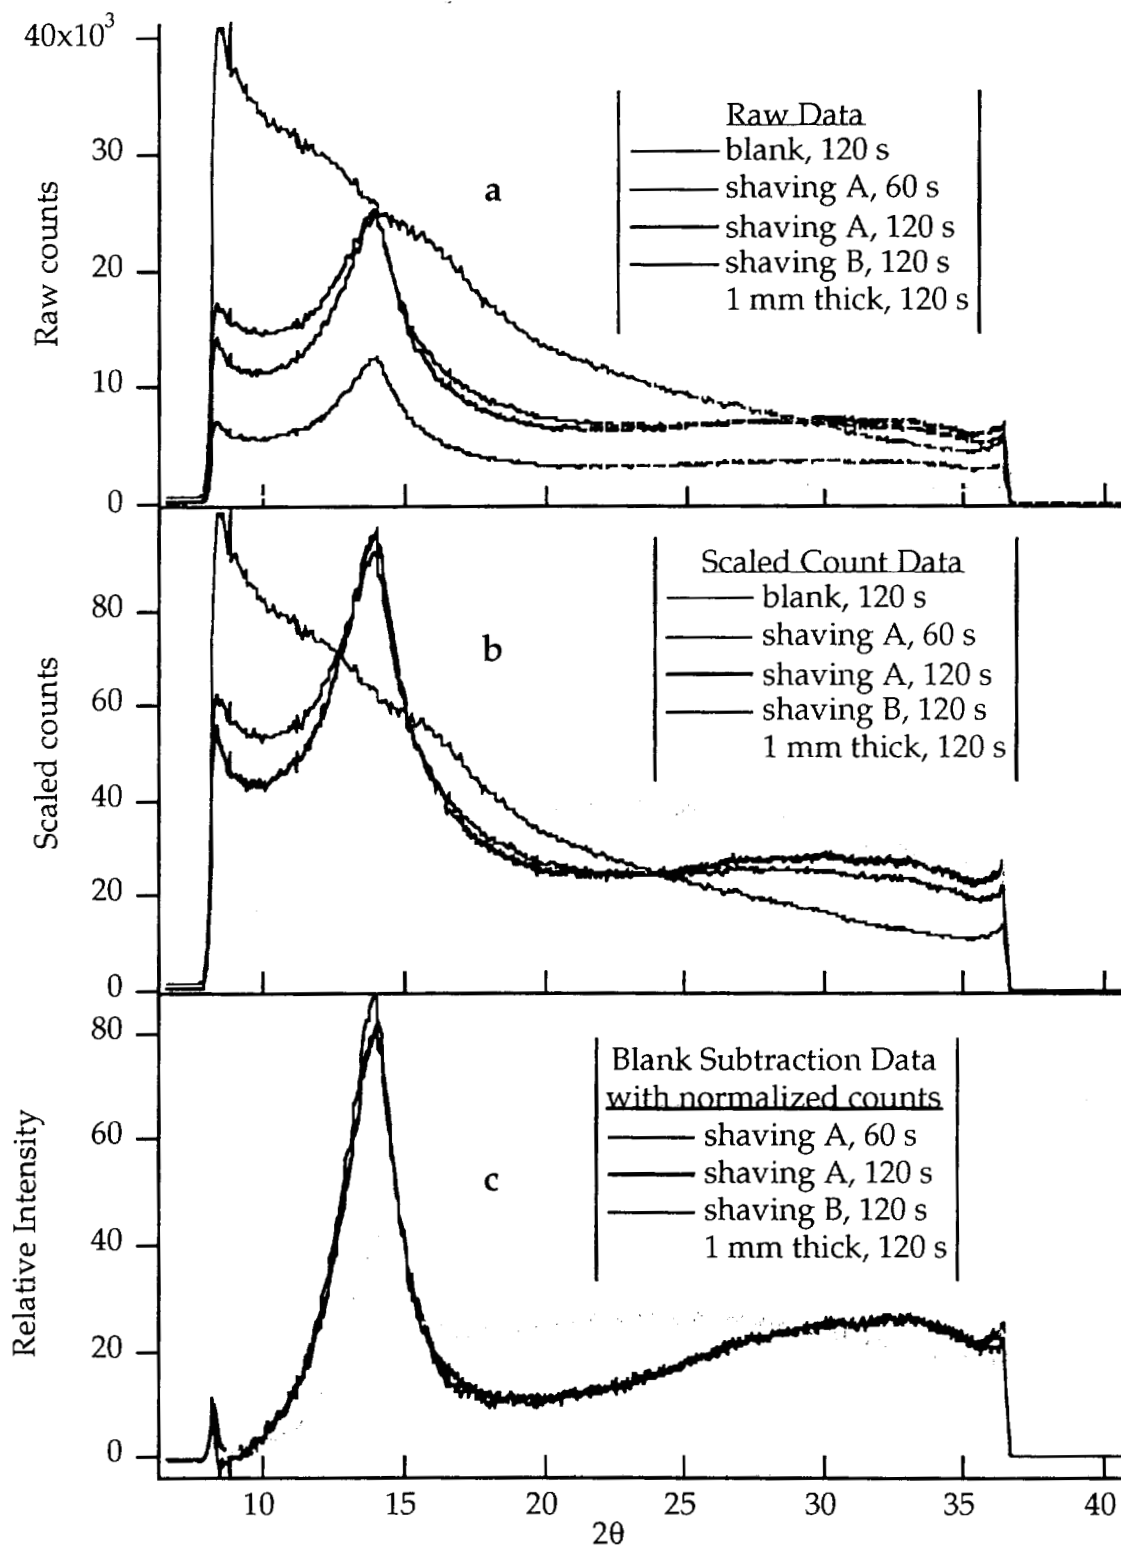 40x10³
30
20
10
0
Raw counts
a
Raw Data
blank, 120 s
shaving A, 60 s
shaving A, 120 s
shaving B, 120 s
1 mm thick, 120 s
80
60
40
20
0
Scaled counts
b
Scaled Count Data
blank, 120 s
shaving A, 60 s
shaving A, 120 s
shaving B, 120 s
1 mm thick, 120 s
80
60
40
20
0
Relative Intensity
c
Blank Subtraction Data
with normalized counts
shaving A, 60 s
shaving A, 120 s
shaving B, 120 s
1 mm thick, 120 s
10 15 20 25 30 35 40
2θ